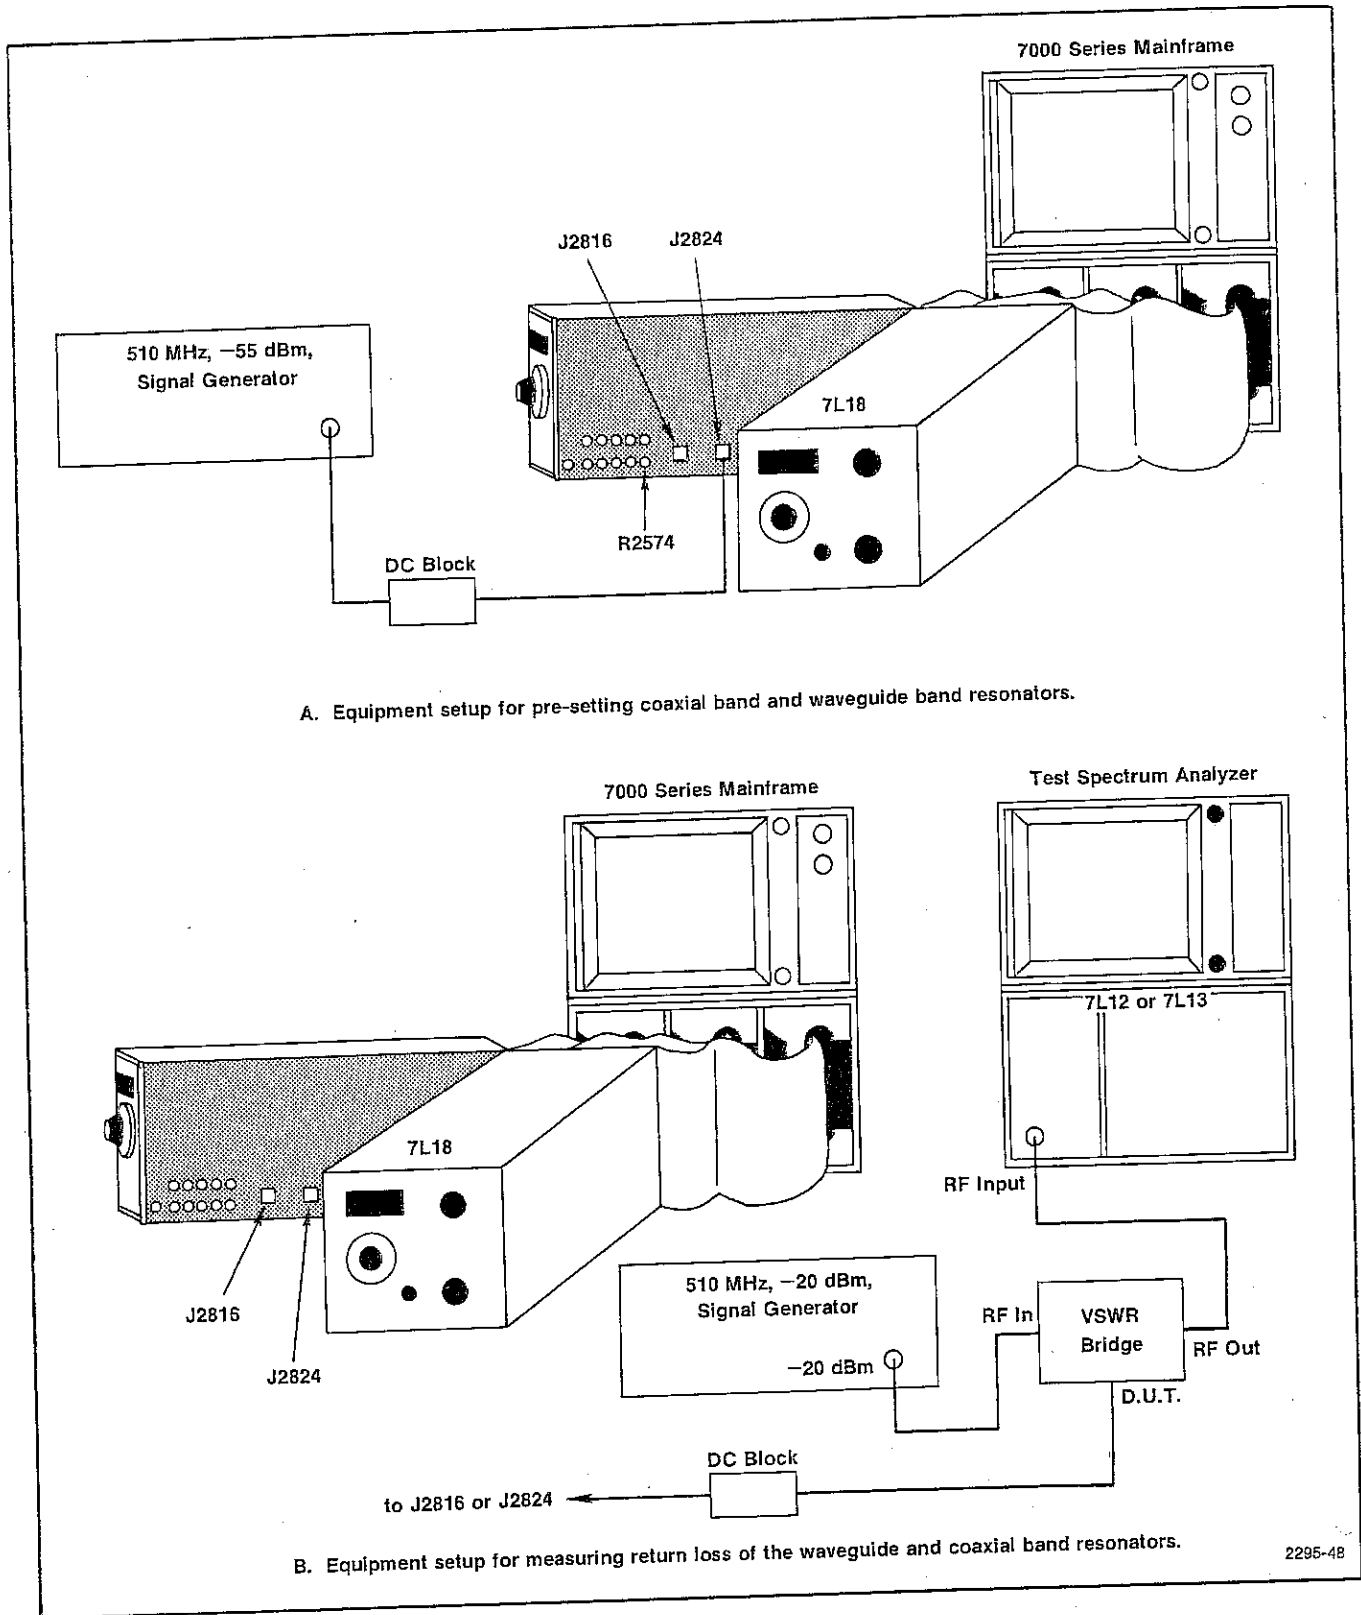 7000 Series Mainframe
J2816
J2824
510 MHz, —55 dBm,
Signal Generator
7L18
R2574
DC Block
A. Equipment setup for pre-setting coaxial band and waveguide band resonators.
7000 Series Mainframe
Test Spectrum Analyzer
7L12 or 7L13
7L18
RF Input
J2816
J2824
510 MHz, —20 dBm,
Signal Generator
—20 dBm
RF In
VSWR
Bridge
RF Out
D.U.T.
DC Block
to J2816 or J2824
B. Equipment setup for measuring return loss of the waveguide and coaxial band resonators.
2295-48